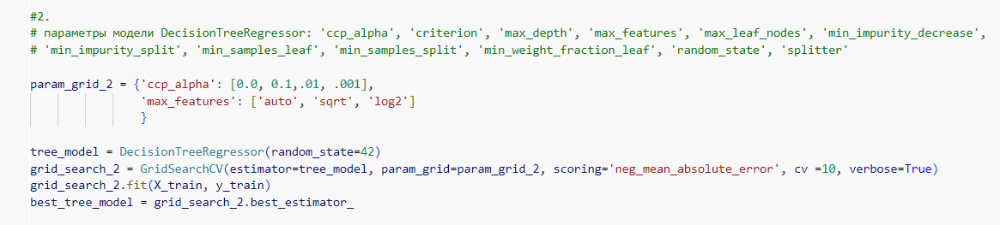 #2.
# параметры модели DecisionTreeRegressor: 'ccp_alpha', 'criterion', 'max_depth', 'max_features', 'max_leaf_nodes', 'min_impurity_decrease',
# 'min_impurity_split', 'min_samples_leaf', 'min_samples_split', 'min_weight_fraction_leaf', 'random_state', 'splitter'
param_grid_2 = {'ccp_alpha': [0.0, 0.1,.01, .001],
'max_features': ['auto', 'sqrt', 'log2']
}
tree_model = DecisionTreeRegressor(random_state=42)
grid_search_2 = GridSearchCV(estimator=tree_model, param_grid=param_grid_2, scoring='neg_mean_absolute_error', cv =10, verbose=True)
grid_search_2.fit(X_train, y_train)
best_tree_model = grid_search_2.best_estimator_